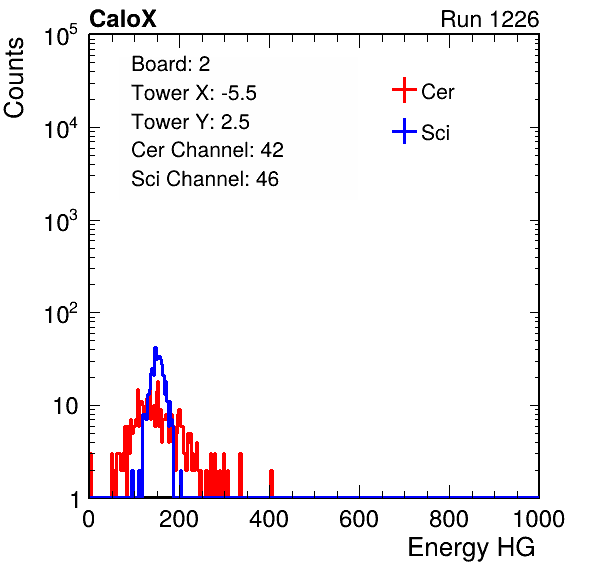 CaloX Run 1226
Counts
10^5
10^4
10^3
10^2
10
1
Board: 2
Tower X: -5.5
Tower Y: 2.5
Cer Channel: 42
Sci Channel: 46
Cer
Sci
0 200 400 600 800 1000
Energy HG